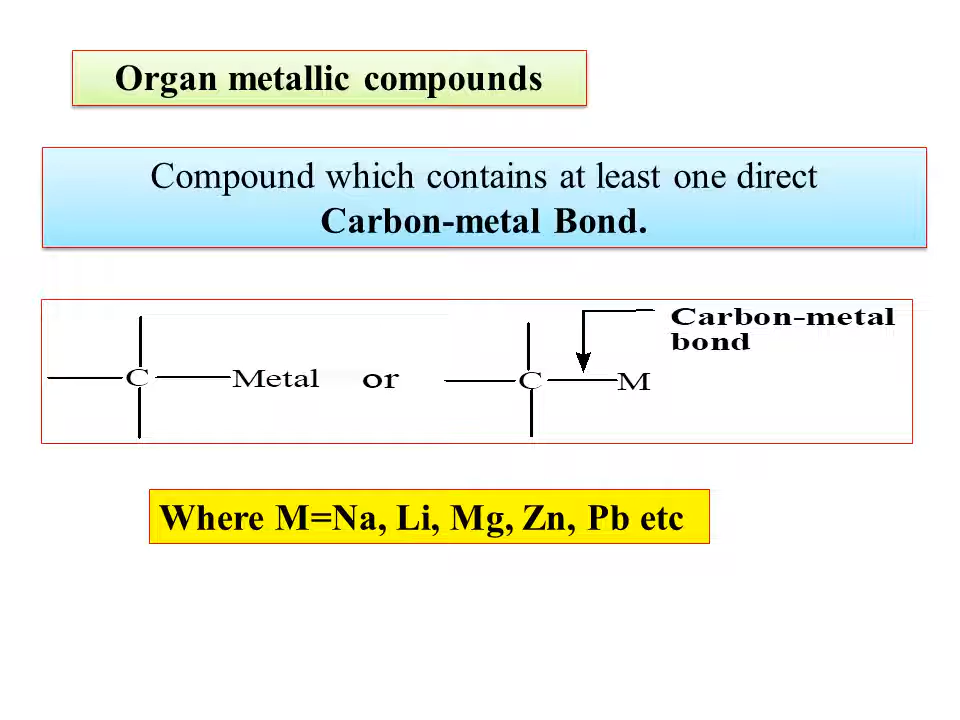 Organ metallic compounds
Compound which contains at least one direct
Carbon-metal Bond.
C Metal or C M
Carbon-metal
bond
Where M=Na, Li, Mg, Zn, Pb etc